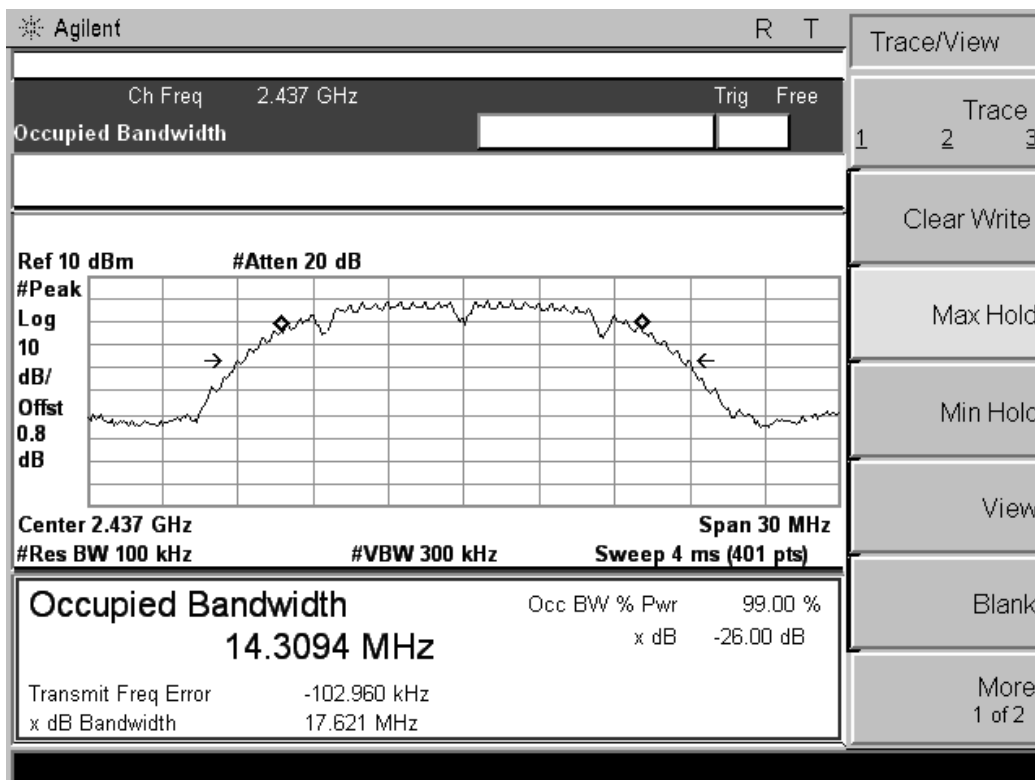 Agilent R T
Ch Freq 2.437 GHz Trig Free
Occupied Bandwidth
Ref 10 dBm #Atten 20 dB
#Peak
Log
10
dB/
Offset
0.8
dB
Center 2.437 GHz Span 30 MHz
#Res BW 100 kHz #VBW 300 kHz Sweep 4 ms (401 pts)
Occupied Bandwidth
14.3094 MHz
Occ BW % Pwr 99.00 %
x dB -26.00 dB
Transmit Freq Error -102.960 kHz
x dB Bandwidth 17.621 MHz
Trace/View
Trace
1 2 3
Clear Write
Max Hold
Min Hold
View
Blank
More
1 of 2